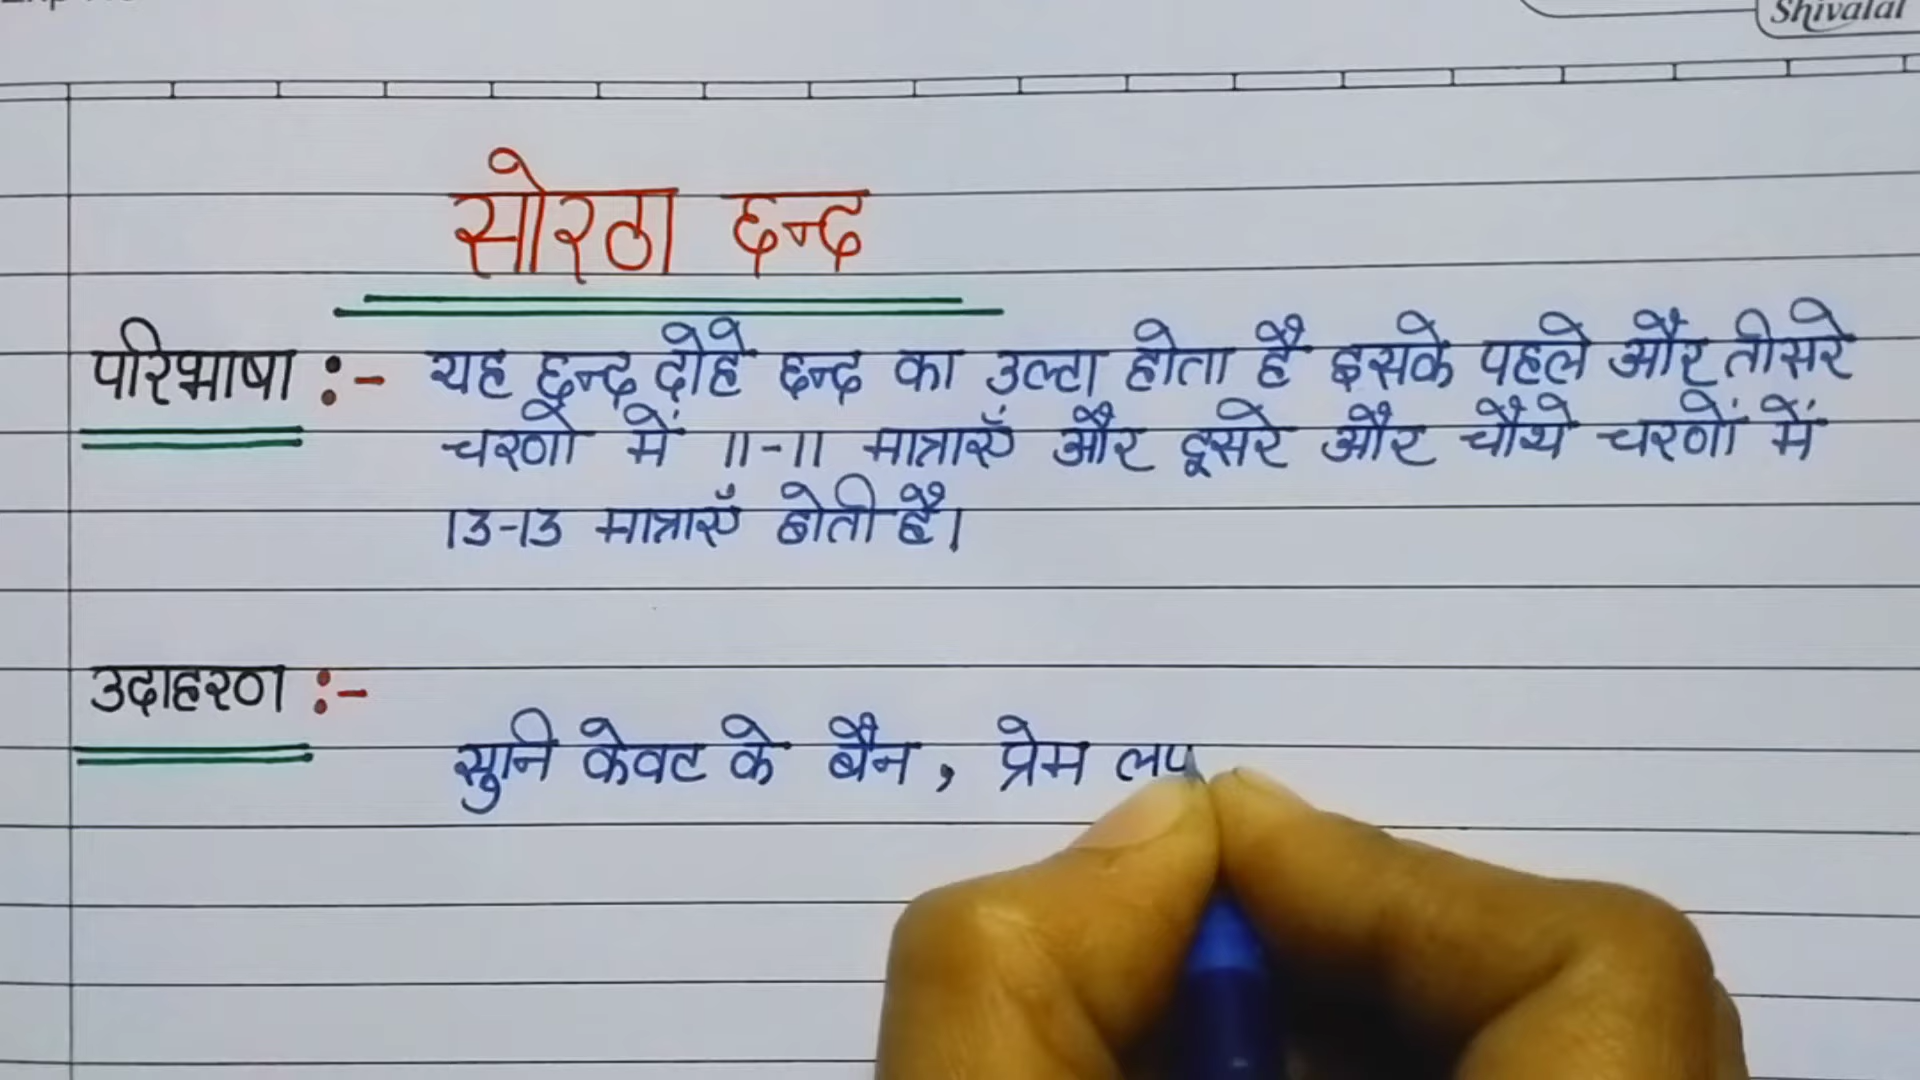 Shivalal
सोरठा छन्द
परिभाषा :- यह छन्द दोहे छन्द का उल्टा होता है इसके पहले और तीसरे
चरणो में 11-11 मात्राएँ और दूसरे और चौथे चरणों में
13-13 मात्राएँ होती है।
उदाहरण :-
सुनि केवट के बैन, प्रेम लप